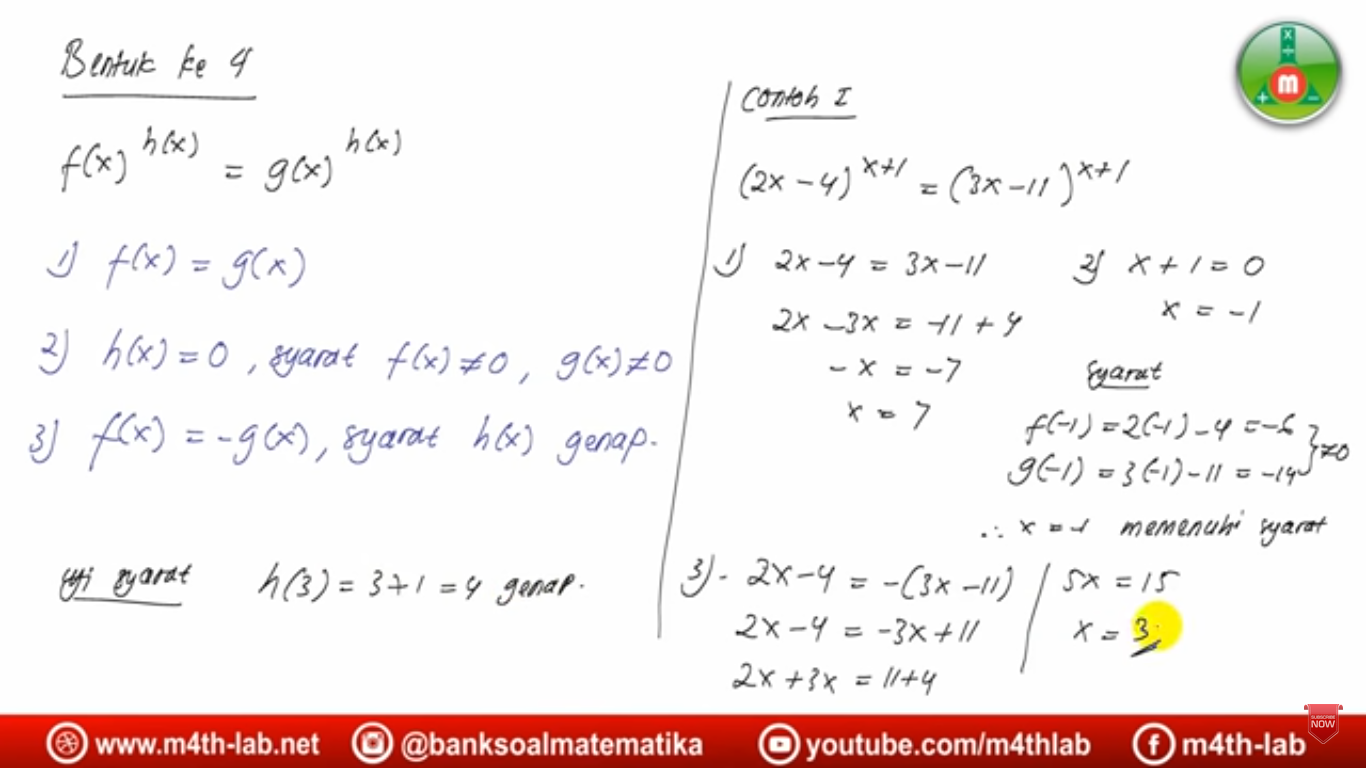 Bentuk ke 4
f(x)^h(x) = g(x)^h(x)
1) f(x) = g(x)
2) h(x) = 0, syarat f(x) ≠ 0, g(x) ≠ 0
3) f(x) = -g(x), syarat h(x) genap.
uji syarat h(3) = 3+1 = 4 genap.
Contoh I
(2x-4)^x+1 = (3x-11)^x+1
1) 2x-4 = 3x-11
2x-3x = -11+4
-x = -7
x = 7
2) x+1 = 0
x = -1
syarat
f(-1) = 2(-1)-4 = -6
g(-1) = 3(-1)-11 = -14 } ≠0
∴ x = -1 memenuhi syarat
3). 2x-4 = -(3x-11)
2x-4 = -3x+11
2x+3x = 11+4
5x = 15
x = 3
x
÷
m
+ −
SUBSCRIBE
NOW
www.m4th-lab.net @banksoalmatematika youtube.com/m4thlab f m4th-lab